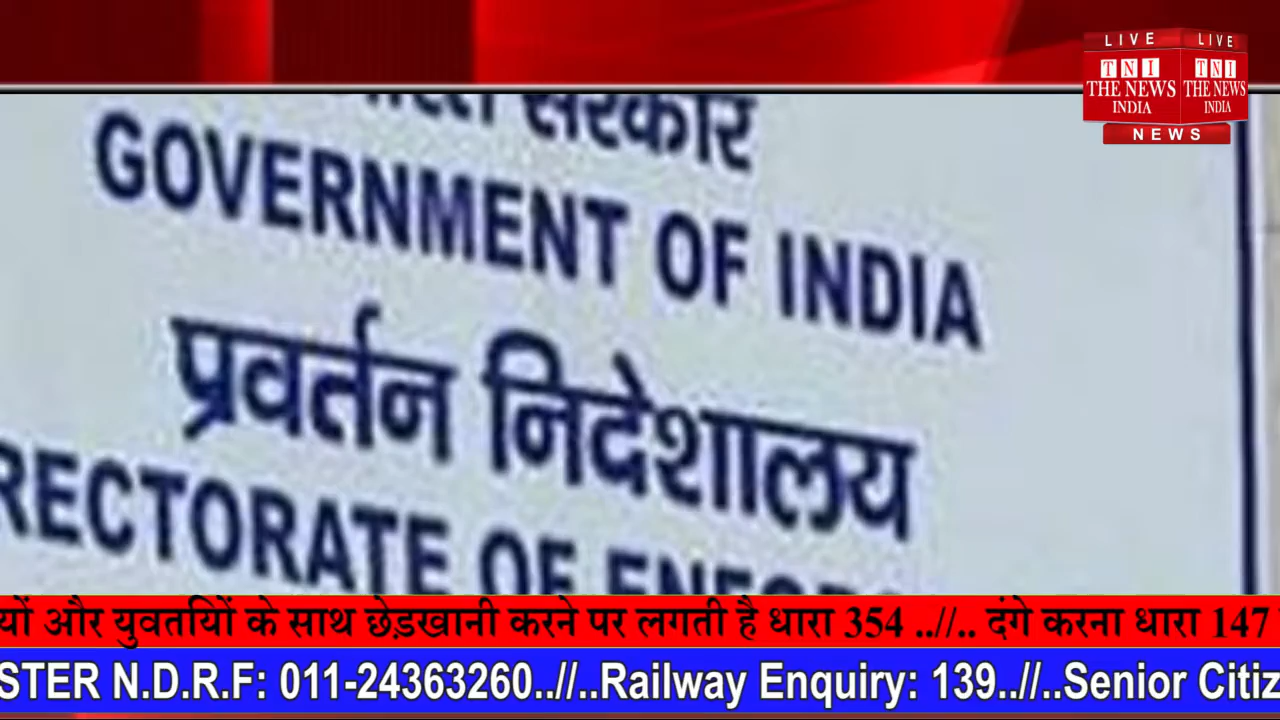 LIVE LIVE
TNI TNI
THE NEWS THE NEWS
INDIA INDIA
NEWS
सरकार
GOVERNMENT OF INDIA
प्रवर्तन निदेशालय
RECTORATE OF ENFORC
यों और युवतियों के साथ छेड़खानी करने पर लगती है धारा 354 ..//.. दंगे करना धारा 147
STER N.D.R.F: 011-24363260..//..Railway Enquiry: 139..//..Senior Citiz